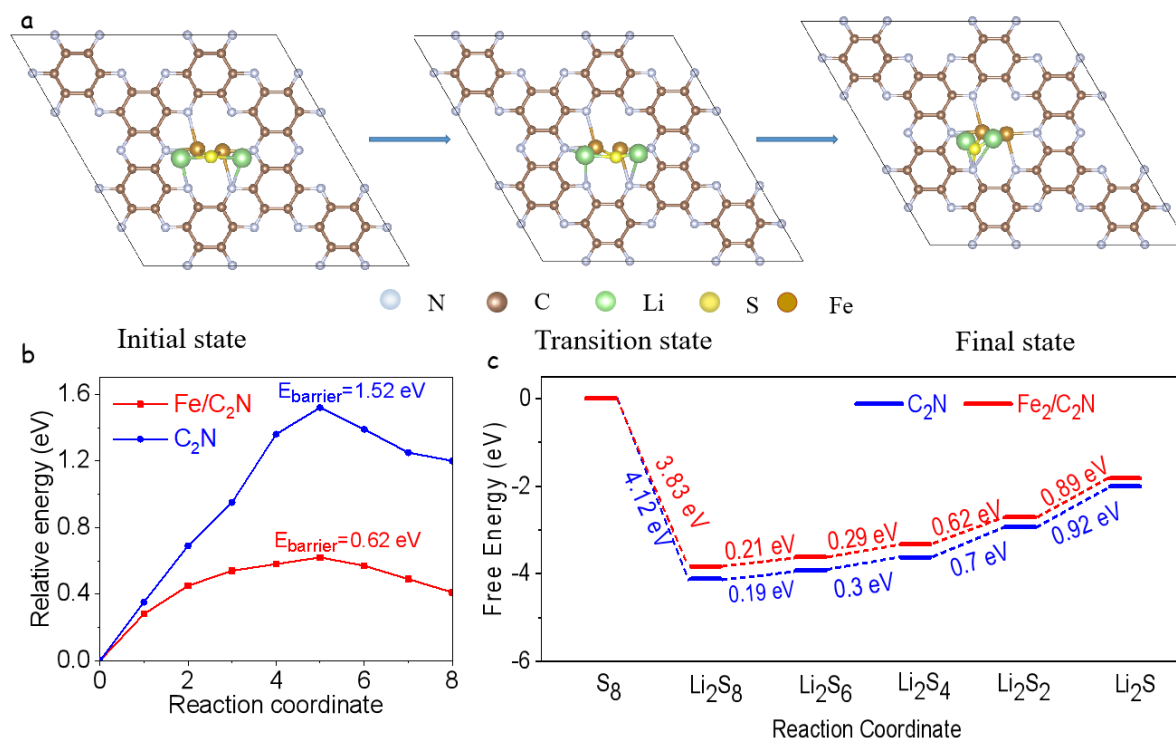 a
N C Li S Fe
Initial state Transition state Final state
b
Fe/C₂N
C₂N
E_barrier=1.52 eV
E_barrier=0.62 eV
Relative energy (eV)
1.6
1.2
0.8
0.4
0.0
0 2 4 6 8
Reaction coordinate
c
C₂N Fe₂/C₂N
Free Energy (eV)
0
-2
-4
-6
3.83 eV
4.12 eV
0.21 eV
0.29 eV
0.62 eV
0.89 eV
0.19 eV
0.3 eV
0.7 eV
0.92 eV
S₈ Li₂S₈ Li₂S₆ Li₂S₄ Li₂S₂ Li₂S
Reaction Coordinate